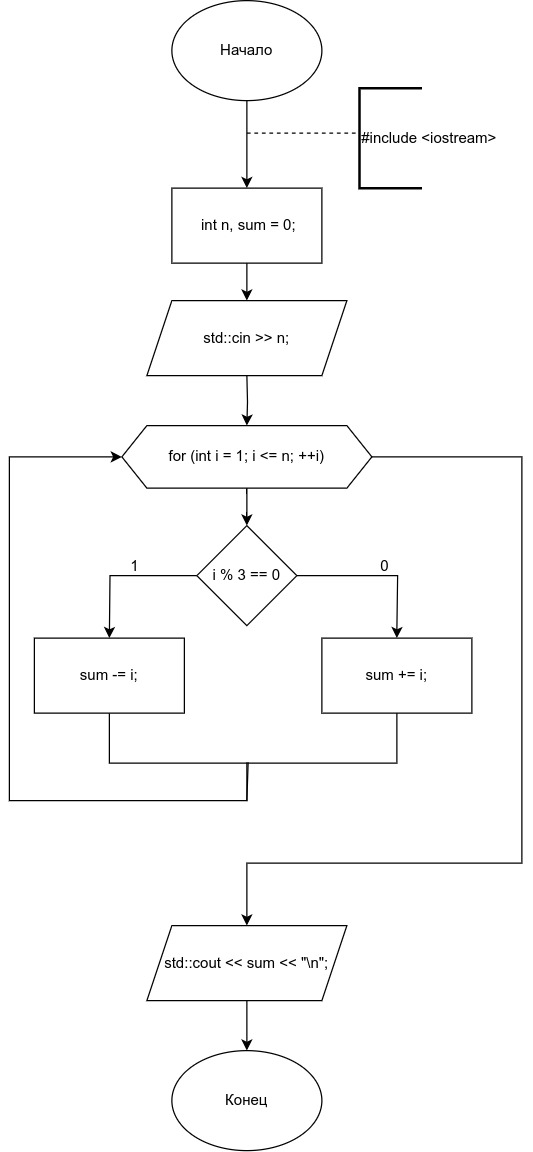 Начало
#include <iostream>
int n, sum = 0;
std::cin >> n;
for (int i = 1; i <= n; ++i)
i % 3 == 0
1
0
sum -= i;
sum += i;
std::cout << sum << "\n";
Конец